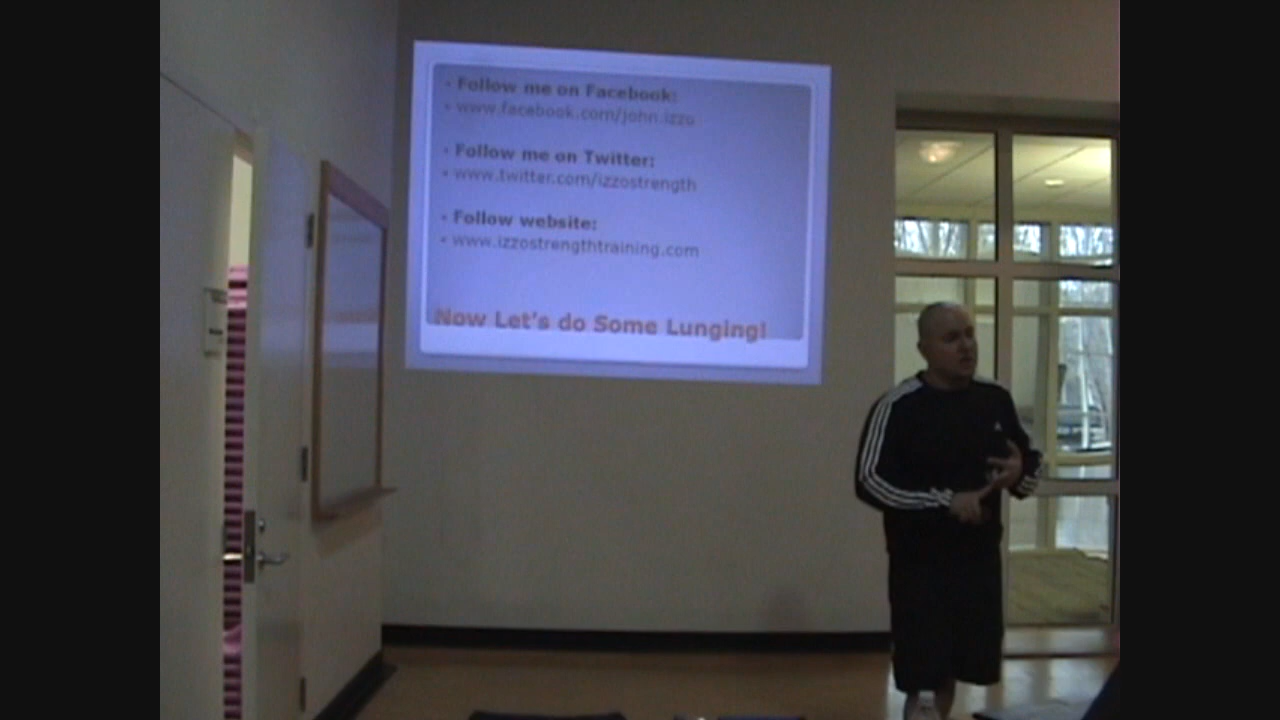 • Follow me on Facebook:
• www.facebook.com/john.izzo
• Follow me on Twitter:
• www.twitter.com/izzostrength
• Follow website:
• www.izzostrengthtraining.com
Now Let's do Some Lunging!